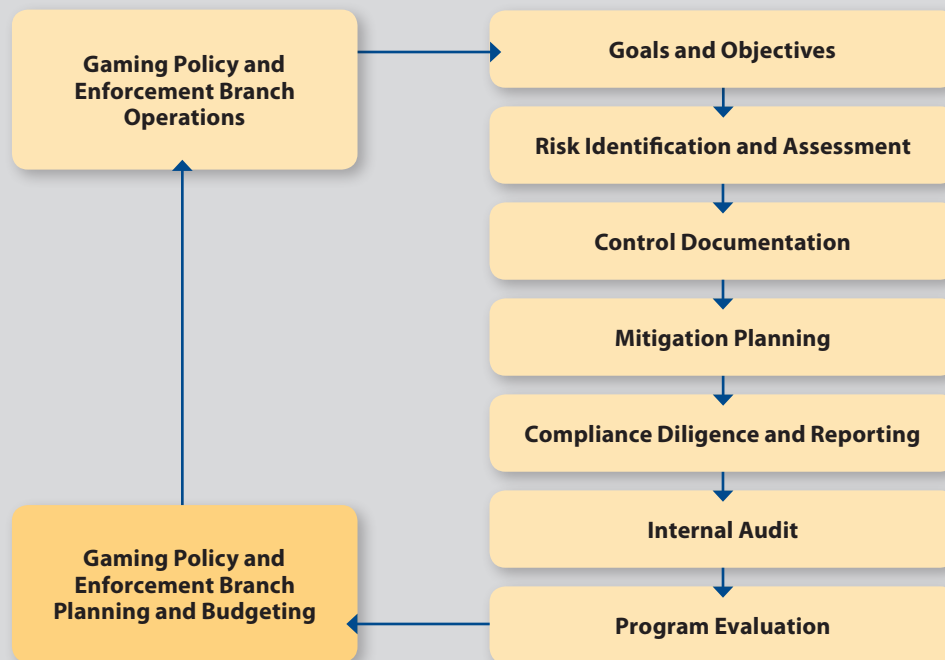 Gaming Policy and
Enforcement Branch
Operations
Goals and Objectives
Risk Identification and Assessment
Control Documentation
Mitigation Planning
Compliance Diligence and Reporting
Internal Audit
Program Evaluation
Gaming Policy and
Enforcement Branch
Planning and Budgeting